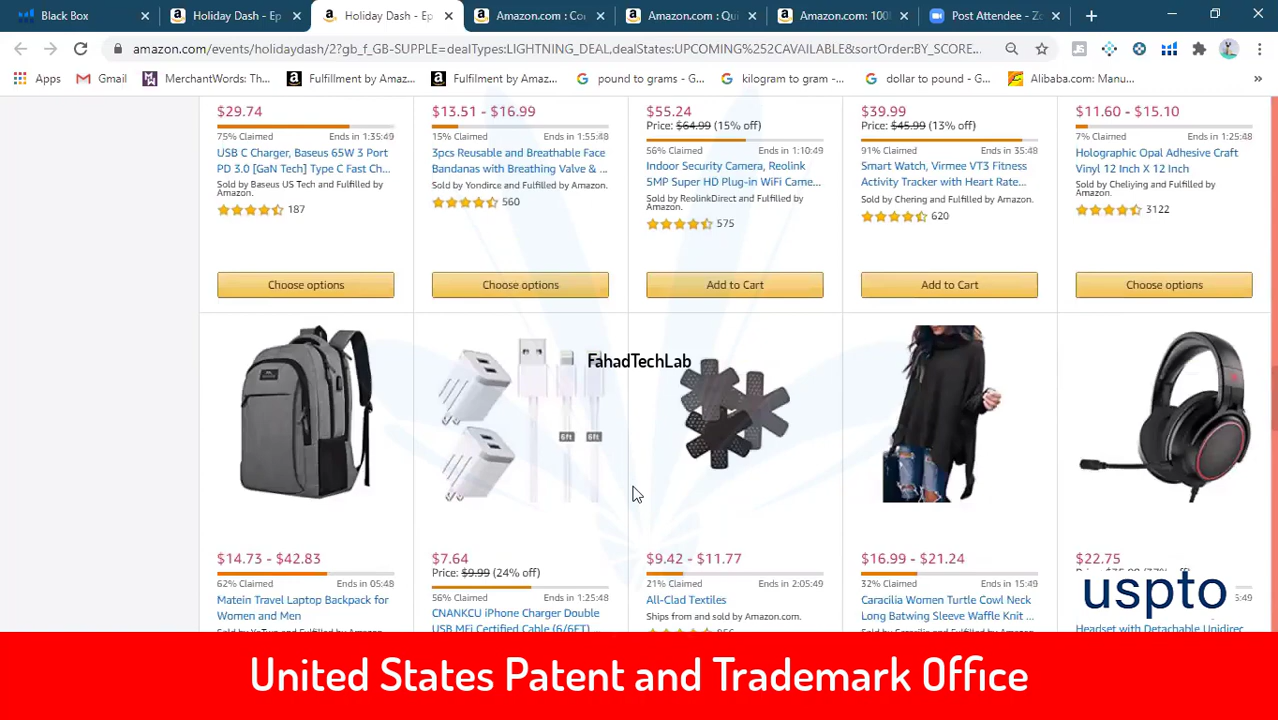 Black Box
Holiday Dash - Ep
Holiday Dash - Ep
Amazon.com : Co
Amazon.com : Qui
Amazon.com : 100
Post Attendee - Zo
amazon.com/events/holidaydash/2?gb_f_GB-SUPPLE=dealTypes:LIGHTNING_DEAL,dealStates:UPCOMING%252CAVAILABLE&sortOrder:BY_SCORE...
Apps
Gmail
MerchantWords: Th...
Fulfillment by Amaz...
Fulfilment by Amaz...
pound to grams - G...
kilogram to gram -...
dollar to pound - G...
Alibaba.com: Manu...
$29.74
75% Claimed Ends in 1:35:49
USB C Charger, Baseus 65W 3 Port
PD 3.0 [GaN Tech] Type C Fast Ch...
Sold by Baseus US Tech and Fulfilled by
Amazon.
187
Choose options
$13.51 - $16.99
15% Claimed Ends in 1:55:48
3pcs Reusable and Breathable Face
Bandanas with Breathing Valve & ...
Sold by Yondirce and Fulfilled by Amazon.
560
Choose options
$55.24
Price: $64.99 (15% off)
56% Claimed Ends in 1:10:49
Indoor Security Camera, Reolink
5MP Super HD Plug-in WiFi Came...
Sold by ReolinkDirect and Fulfilled by
Amazon.
575
Add to Cart
$39.99
Price: $45.99 (13% off)
91% Claimed Ends in 35:48
Smart Watch, Virmee VT3 Fitness
Activity Tracker with Heart Rate...
Sold by Chering and Fulfilled by Amazon.
620
Add to Cart
$11.60 - $15.10
7% Claimed Ends in 1:25:48
Holographic Opal Adhesive Craft
Vinyl 12 Inch X 12 Inch
Sold by Cheliying and Fulfilled by
Amazon.
3122
Choose options
FahadTechLab
6ft 6ft
$14.73 - $42.83
62% Claimed Ends in 05:48
Matein Travel Laptop Backpack for
Women and Men
$7.64
Price: $9.99 (24% off)
56% Claimed Ends in 1:25:48
CNANKCU iPhone Charger Double
USB MFi Certified Cable (6/6FT) ...
$9.42 - $11.77
21% Claimed Ends in 2:05:49
All-Clad Textiles
Ships from and sold by Amazon.com.
$16.99 - $21.24
32% Claimed Ends in 15:49
Caracilia Women Turtle Cowl Neck
Long Batwing Sleeve Waffle Knit ...
$22.75
Headset with Detachable Unidirec
uspto
United States Patent and Trademark Office